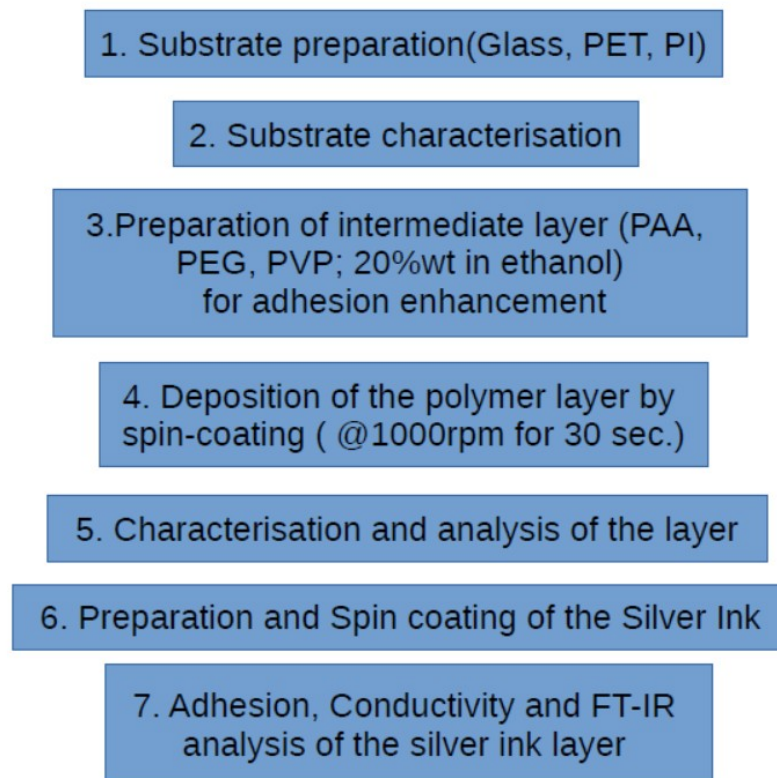 1. Substrate preparation(Glass, PET, PI)
2. Substrate characterisation
3.Preparation of intermediate layer (PAA,
PEG, PVP; 20%wt in ethanol)
for adhesion enhancement
4. Deposition of the polymer layer by
spin-coating ( @1000rpm for 30 sec.)
5. Characterisation and analysis of the layer
6. Preparation and Spin coating of the Silver Ink
7. Adhesion, Conductivity and FT-IR
analysis of the silver ink layer